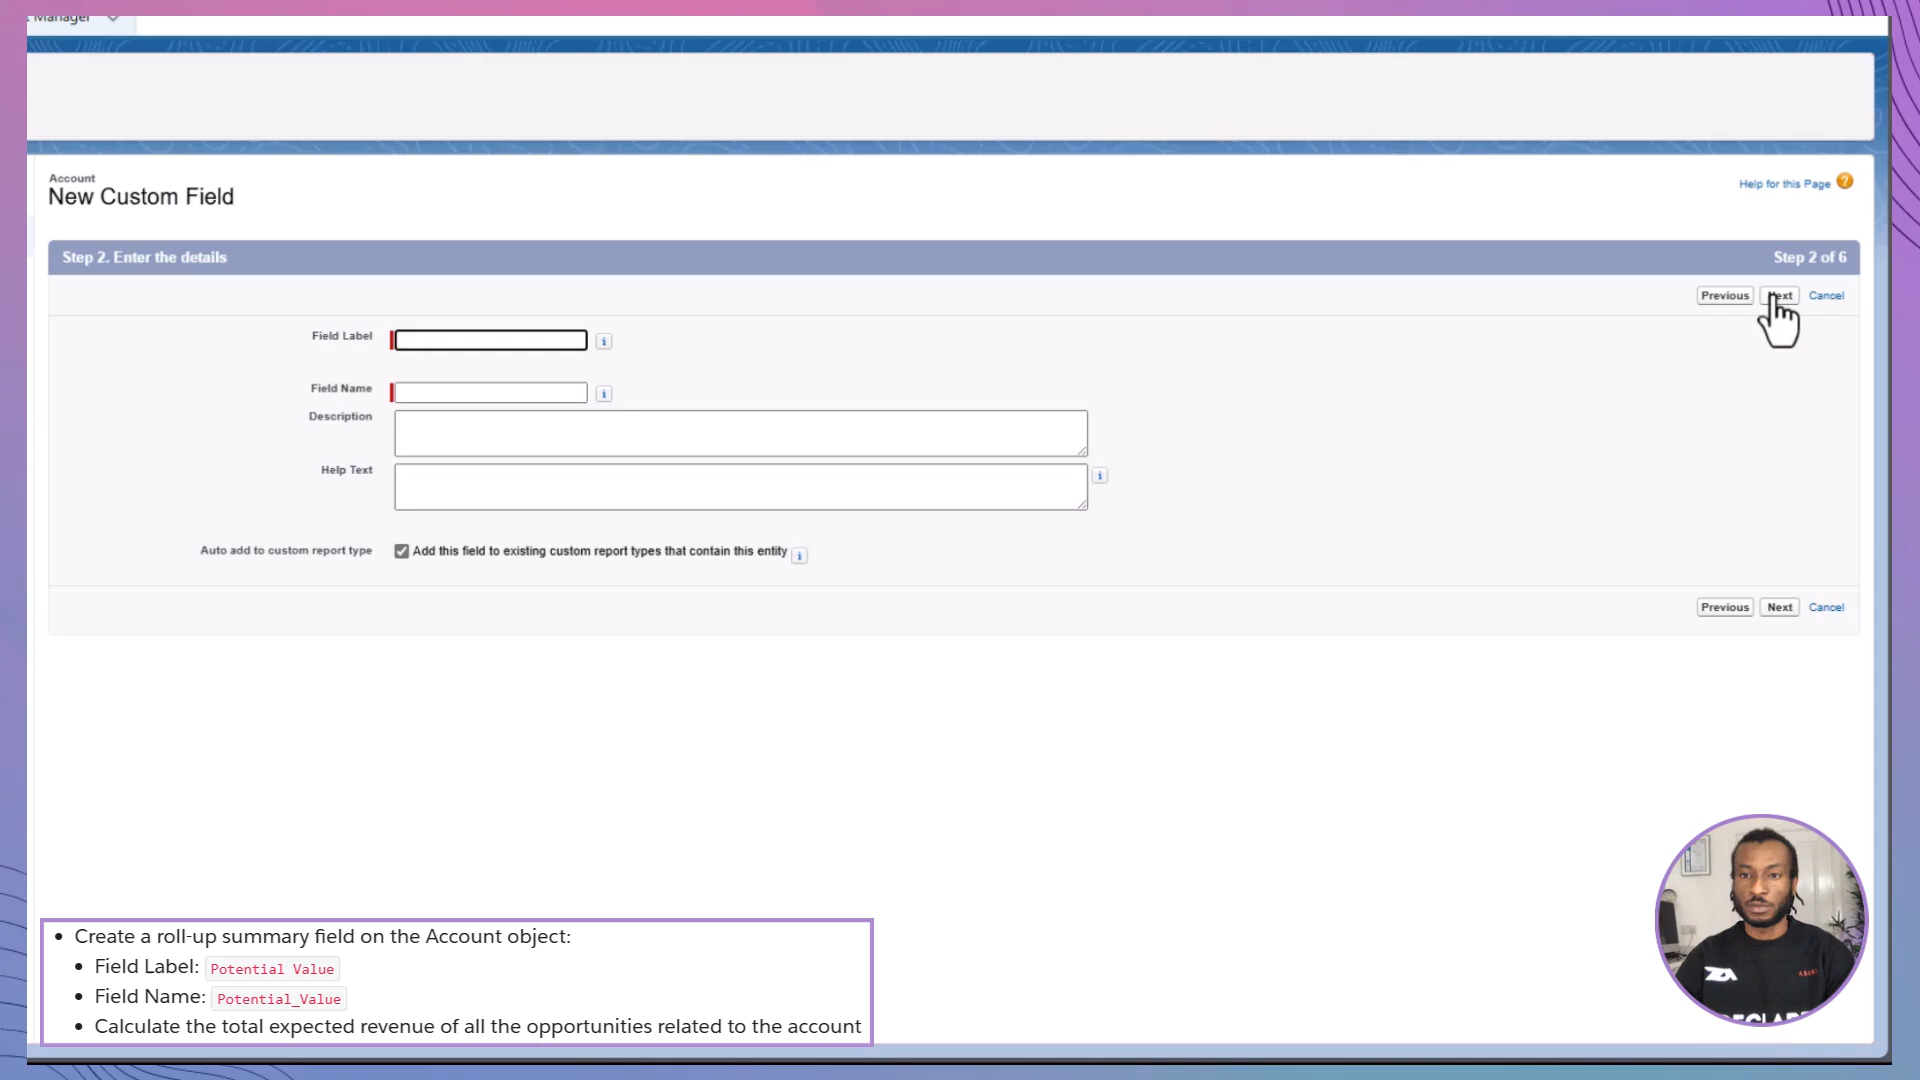 Manager
Account
New Custom Field
Help for this Page ?
Step 2. Enter the details
Step 2 of 6
Previous Next Cancel
Field Label
Field Name
Description
Help Text
Auto add to custom report type
Add this field to existing custom report types that contain this entity
Previous Next Cancel
• Create a roll-up summary field on the Account object:
• Field Label: Potential Value
• Field Name: Potential_Value
• Calculate the total expected revenue of all the opportunities related to the account